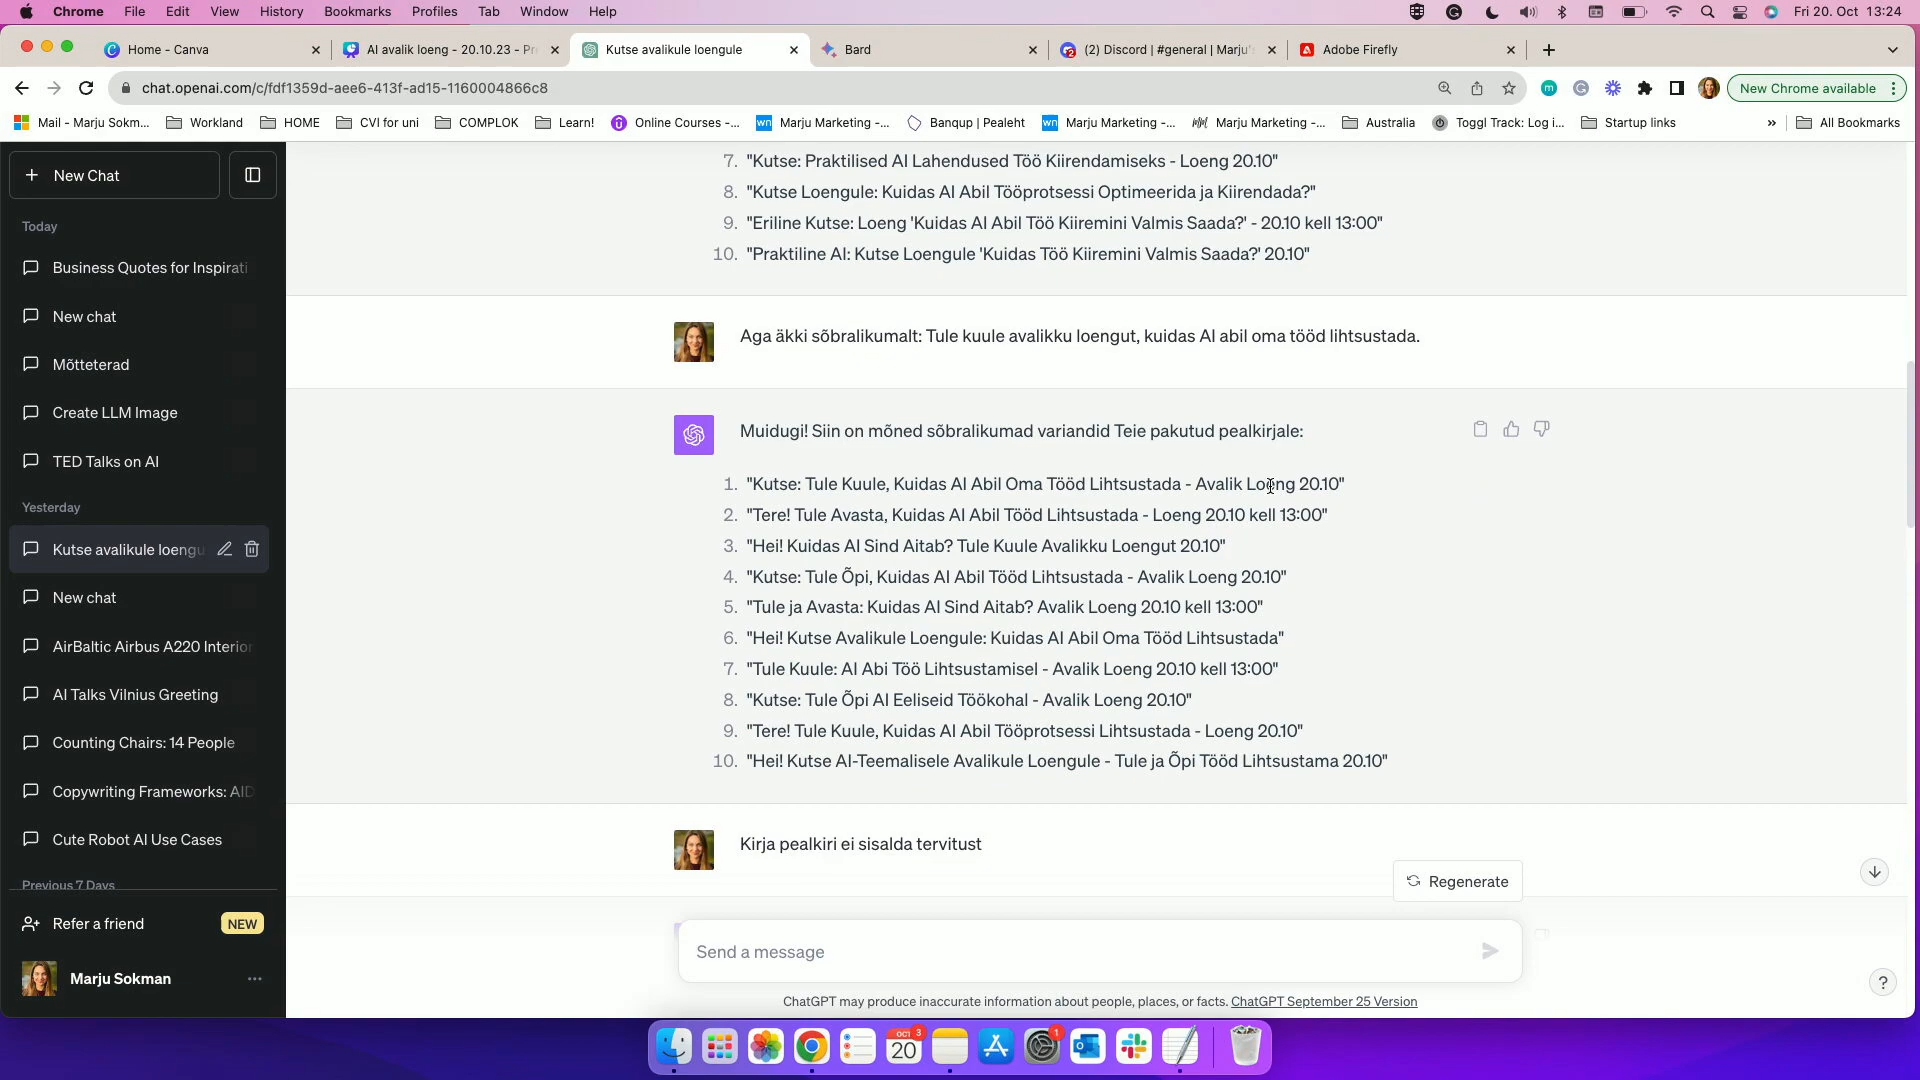 Chrome File Edit View History Bookmarks Profiles Tab Window Help Fri 20. Oct 13:24
Home - Canva AI avalik loeng - 20.10.23 - Pr Kutse avalikule loengule Bard (2) Discord | #general | Marju's Adobe Firefly
chat.openai.com/c/fdf1359d-aee6-413f-ad15-1160004866c8 New Chrome available
Mail - Marju Sokm... Workland HOME CVI for uni COMPLOK Learn! Online Courses -... Marju Marketing -... Banqup | Pealeht Marju Marketing -... Marju Marketing -... Australia Toggl Track: Log i... Startup links » All Bookmarks
New Chat
Today
Business Quotes for Inspirati
New chat
Mõtteterad
Create LLM Image
TED Talks on AI
Yesterday
Kutse avalikule loengu
New chat
AirBaltic Airbus A220 Interior
AI Talks Vilnius Greeting
Counting Chairs: 14 People
Copywriting Frameworks: AID
Cute Robot AI Use Cases
Previous 7 Days
Refer a friend NEW
Marju Sokman
7. "Kutse: Praktilised AI Lahendused Töö Kiirendamiseks - Loeng 20.10"
8. "Kutse Loengule: Kuidas AI Abil Tööprotsessi Optimeerida ja Kiirendada?"
9. "Eriline Kutse: Loeng 'Kuidas AI Abil Töö Kiiremini Valmis Saada?' - 20.10 kell 13:00"
10. "Praktiline AI: Kutse Loengule 'Kuidas Töö Kiiremini Valmis Saada?' 20.10"
Aga äkki sõbralikumalt: Tule kuule avalikku loengut, kuidas AI abil oma tööd lihtsustada.
Muidugi! Siin on mõned sõbralikumad variandid Teie pakutud pealkirjale:
1. "Kutse: Tule Kuule, Kuidas AI Abil Oma Tööd Lihtsustada - Avalik Loeng 20.10"
2. "Tere! Tule Avasta, Kuidas AI Abil Tööd Lihtsustada - Loeng 20.10 kell 13:00"
3. "Hei! Kuidas AI Sind Aitab? Tule Kuule Avalikku Loengut 20.10"
4. "Kutse: Tule Õpi, Kuidas AI Abil Tööd Lihtsustada - Avalik Loeng 20.10"
5. "Tule ja Avasta: Kuidas AI Sind Aitab? Avalik Loeng 20.10 kell 13:00"
6. "Hei! Kutse Avalikule Loengule: Kuidas AI Abil Oma Tööd Lihtsustada"
7. "Tule Kuule: AI Abi Töö Lihtsustamisel - Avalik Loeng 20.10 kell 13:00"
8. "Kutse: Tule Õpi AI Eeliseid Töökohal - Avalik Loeng 20.10"
9. "Tere! Tule Kuule, Kuidas AI Abil Tööprotsessi Lihtsustada - Loeng 20.10"
10. "Hei! Kutse AI-Teemalisele Avalikule Loengule - Tule ja Õpi Tööd Lihtsustama 20.10"
Kirja pealkiri ei sisalda tervitust
Regenerate
Send a message
ChatGPT may produce inaccurate information about people, places, or facts. ChatGPT September 25 Version
?
OCT 3
20
1